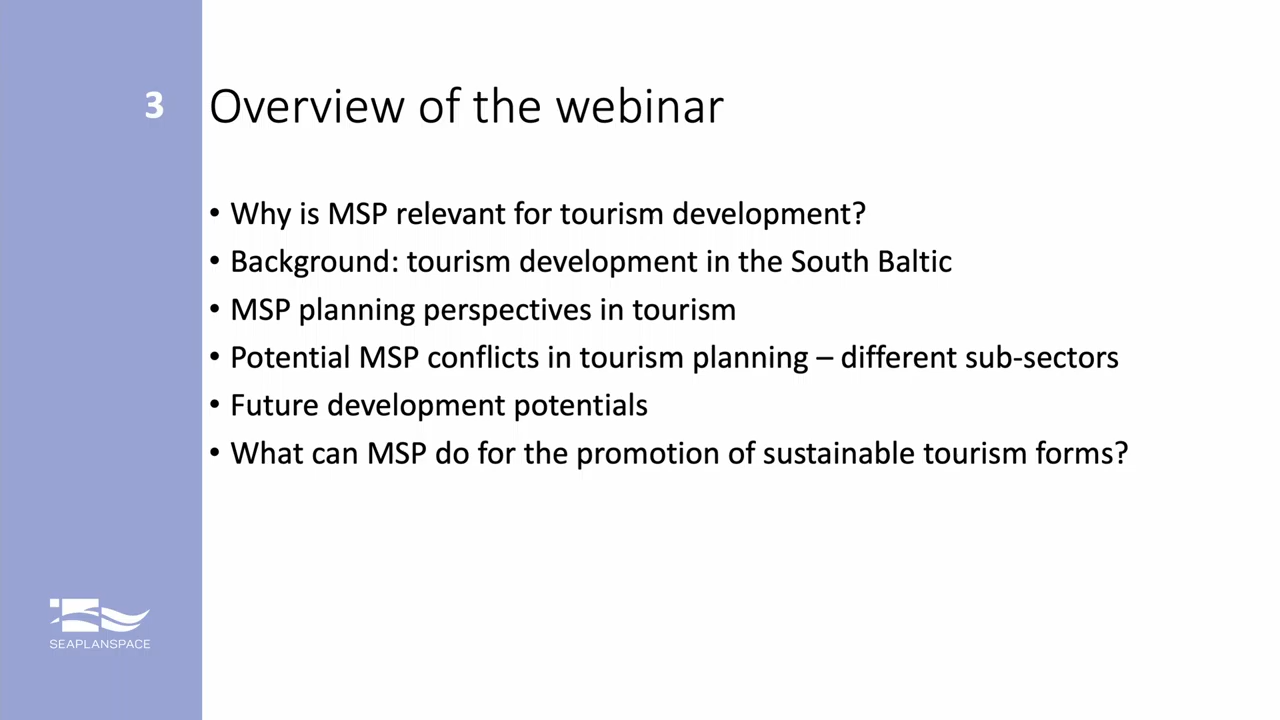 3
Overview of the webinar
• Why is MSP relevant for tourism development?
• Background: tourism development in the South Baltic
• MSP planning perspectives in tourism
• Potential MSP conflicts in tourism planning – different sub-sectors
• Future development potentials
• What can MSP do for the promotion of sustainable tourism forms?
SEAPLANSPACE